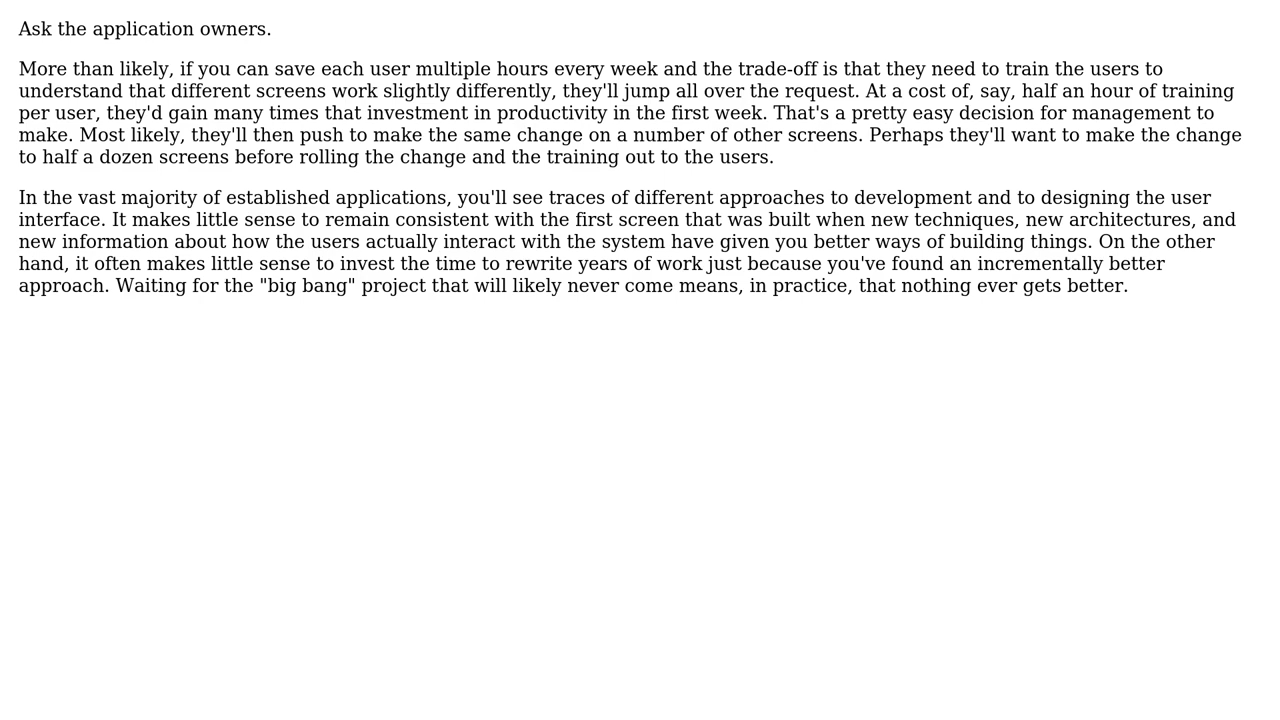 Ask the application owners.
More than likely, if you can save each user multiple hours every week and the trade-off is that they need to train the users to
understand that different screens work slightly differently, they'll jump all over the request. At a cost of, say, half an hour of training
per user, they'd gain many times that investment in productivity in the first week. That's a pretty easy decision for management to
make. Most likely, they'll then push to make the same change on a number of other screens. Perhaps they'll want to make the change
to half a dozen screens before rolling the change and the training out to the users.
In the vast majority of established applications, you'll see traces of different approaches to development and to designing the user
interface. It makes little sense to remain consistent with the first screen that was built when new techniques, new architectures, and
new information about how the users actually interact with the system have given you better ways of building things. On the other
hand, it often makes little sense to invest the time to rewrite years of work just because you've found an incrementally better
approach. Waiting for the "big bang" project that will likely never come means, in practice, that nothing ever gets better.